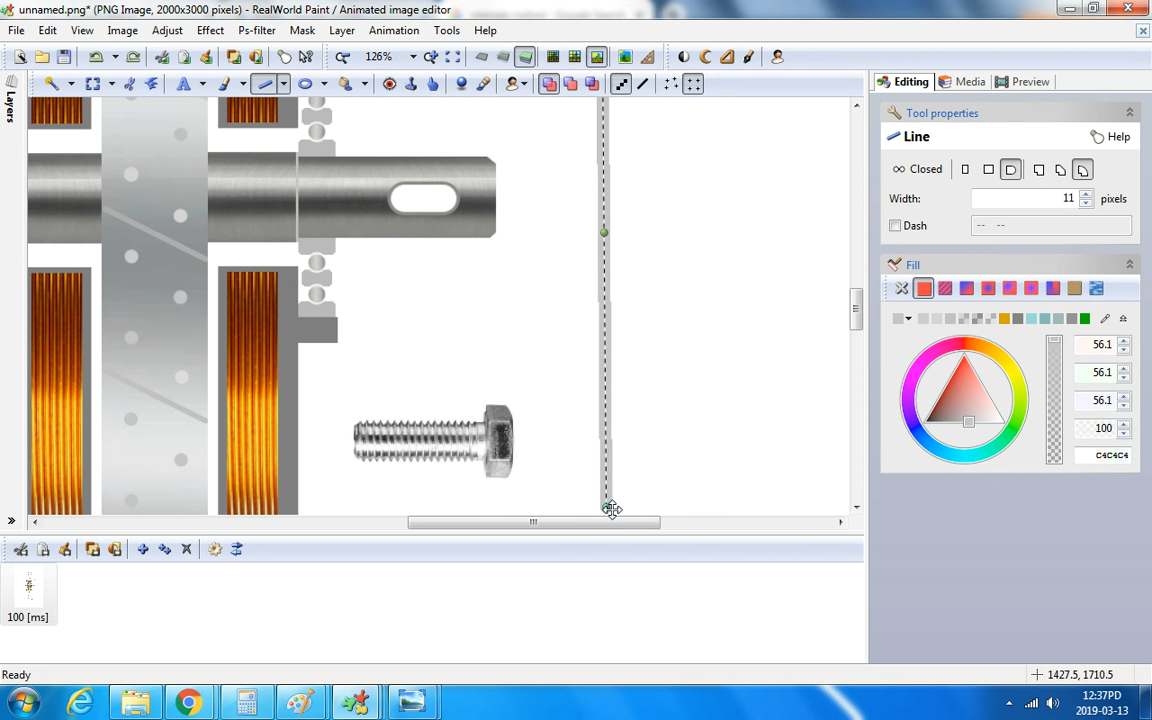 unnamed.png* (PNG Image, 2000x3000 pixels) - RealWorld Paint / Animated image editor
File Edit View Image Adjust Effect Ps-filter Mask Layer Animation Tools Help
126%
Editing Media Preview
Layers
Tool properties
Line Help
Closed
Width: 11 pixels
Dash -- --
Fill
56.1
56.1
56.1
100
C4C4C4
100 [ms]
Ready 1427.5, 1710.5
12:37PD
2019-03-13